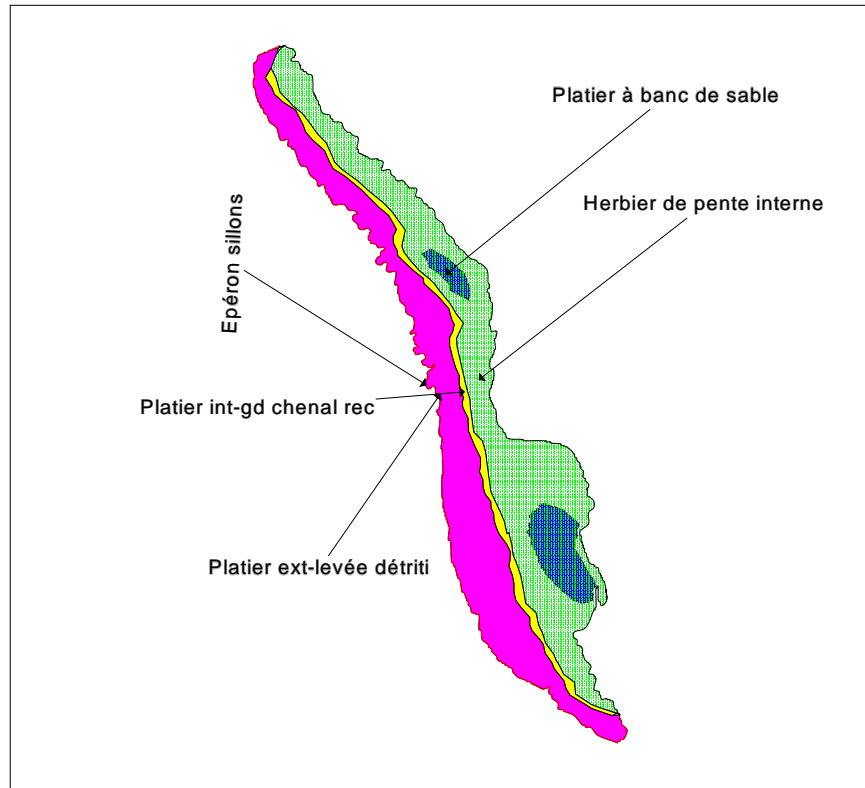 Platier à banc de sable
Herbier de pente interne
Epéron sillons
Platier int-gd chenal rec
Platier ext-levée détriti